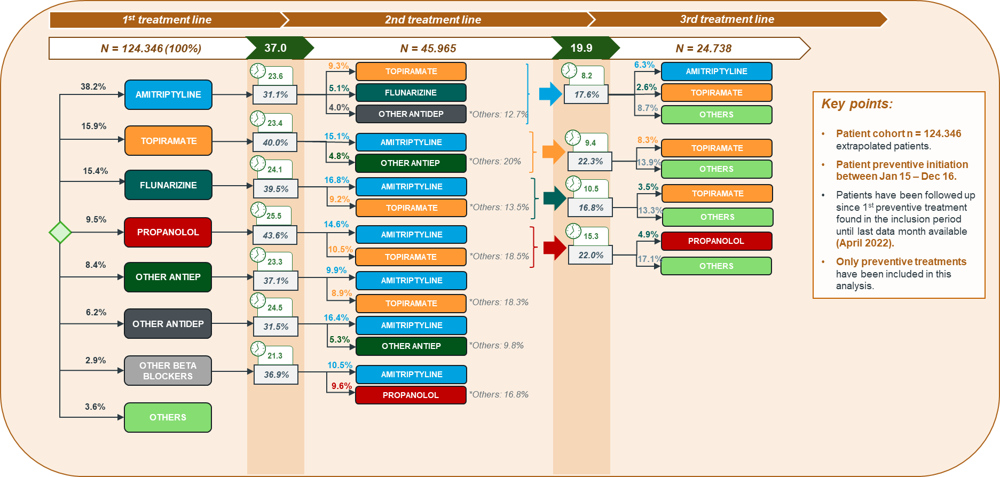 1st treatment line
2nd treatment line
3rd treatment line
N = 124.346 (100%)
37.0
N = 45.965
19.9
N = 24.738
38.2%
AMITRIPTYLINE
23.6
31.1%
9.3%
TOPIRAMATE
5.1%
FLUNARIZINE
4.0%
OTHER ANTIDEP
*Others: 12.7%
8.2
17.6%
6.3%
AMITRIPTYLINE
2.6%
TOPIRAMATE
8.7%
OTHERS
15.9%
TOPIRAMATE
23.4
40.0%
15.1%
AMITRIPTYLINE
4.8%
OTHER ANTIEP
*Others: 20%
9.4
22.3%
8.3%
TOPIRAMATE
13.9%
OTHERS
15.4%
FLUNARIZINE
24.1
39.5%
16.8%
AMITRIPTYLINE
9.2%
TOPIRAMATE
*Others: 13.5%
10.5
16.8%
3.5%
TOPIRAMATE
13.3%
OTHERS
9.5%
PROPANOLOL
25.5
43.6%
14.6%
AMITRIPTYLINE
10.5%
TOPIRAMATE
*Others: 18.5%
15.3
22.0%
4.9%
PROPANOLOL
17.1%
OTHERS
8.4%
OTHER ANTIEP
23.3
37.1%
9.9%
AMITRIPTYLINE
8.9%
TOPIRAMATE
*Others: 18.3%
6.2%
OTHER ANTIDEP
24.5
31.5%
16.4%
AMITRIPTYLINE
5.3%
OTHER ANTIEP
*Others: 9.8%
2.9%
OTHER BETA
BLOCKERS
21.3
36.9%
10.5%
AMITRIPTYLINE
9.6%
PROPANOLOL
*Others: 16.8%
3.6%
OTHERS
Key points:
• Patient cohort n = 124.346
extrapolated patients.
• Patient preventive initiation
between Jan 15 – Dec 16.
• Patients have been followed up
since 1st preventive treatment
found in the inclusion period
until last data month available
(April 2022).
• Only preventive treatments
have been included in this
analysis.